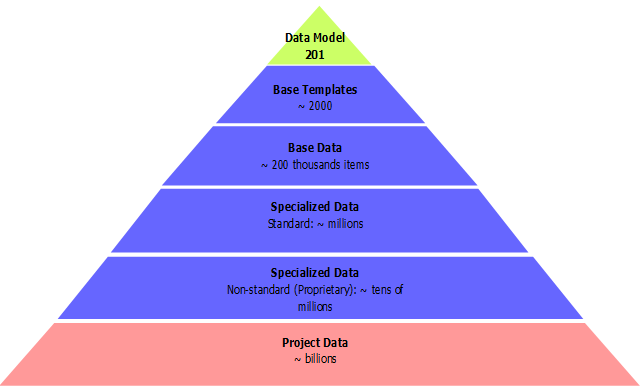 Data Model
201
Base Templates
~ 2000
Base Data
~ 200 thousands items
Specialized Data
Standard: ~ millions
Specialized Data
Non-standard (Proprietary): ~ tens of
millions
Project Data
~ billions